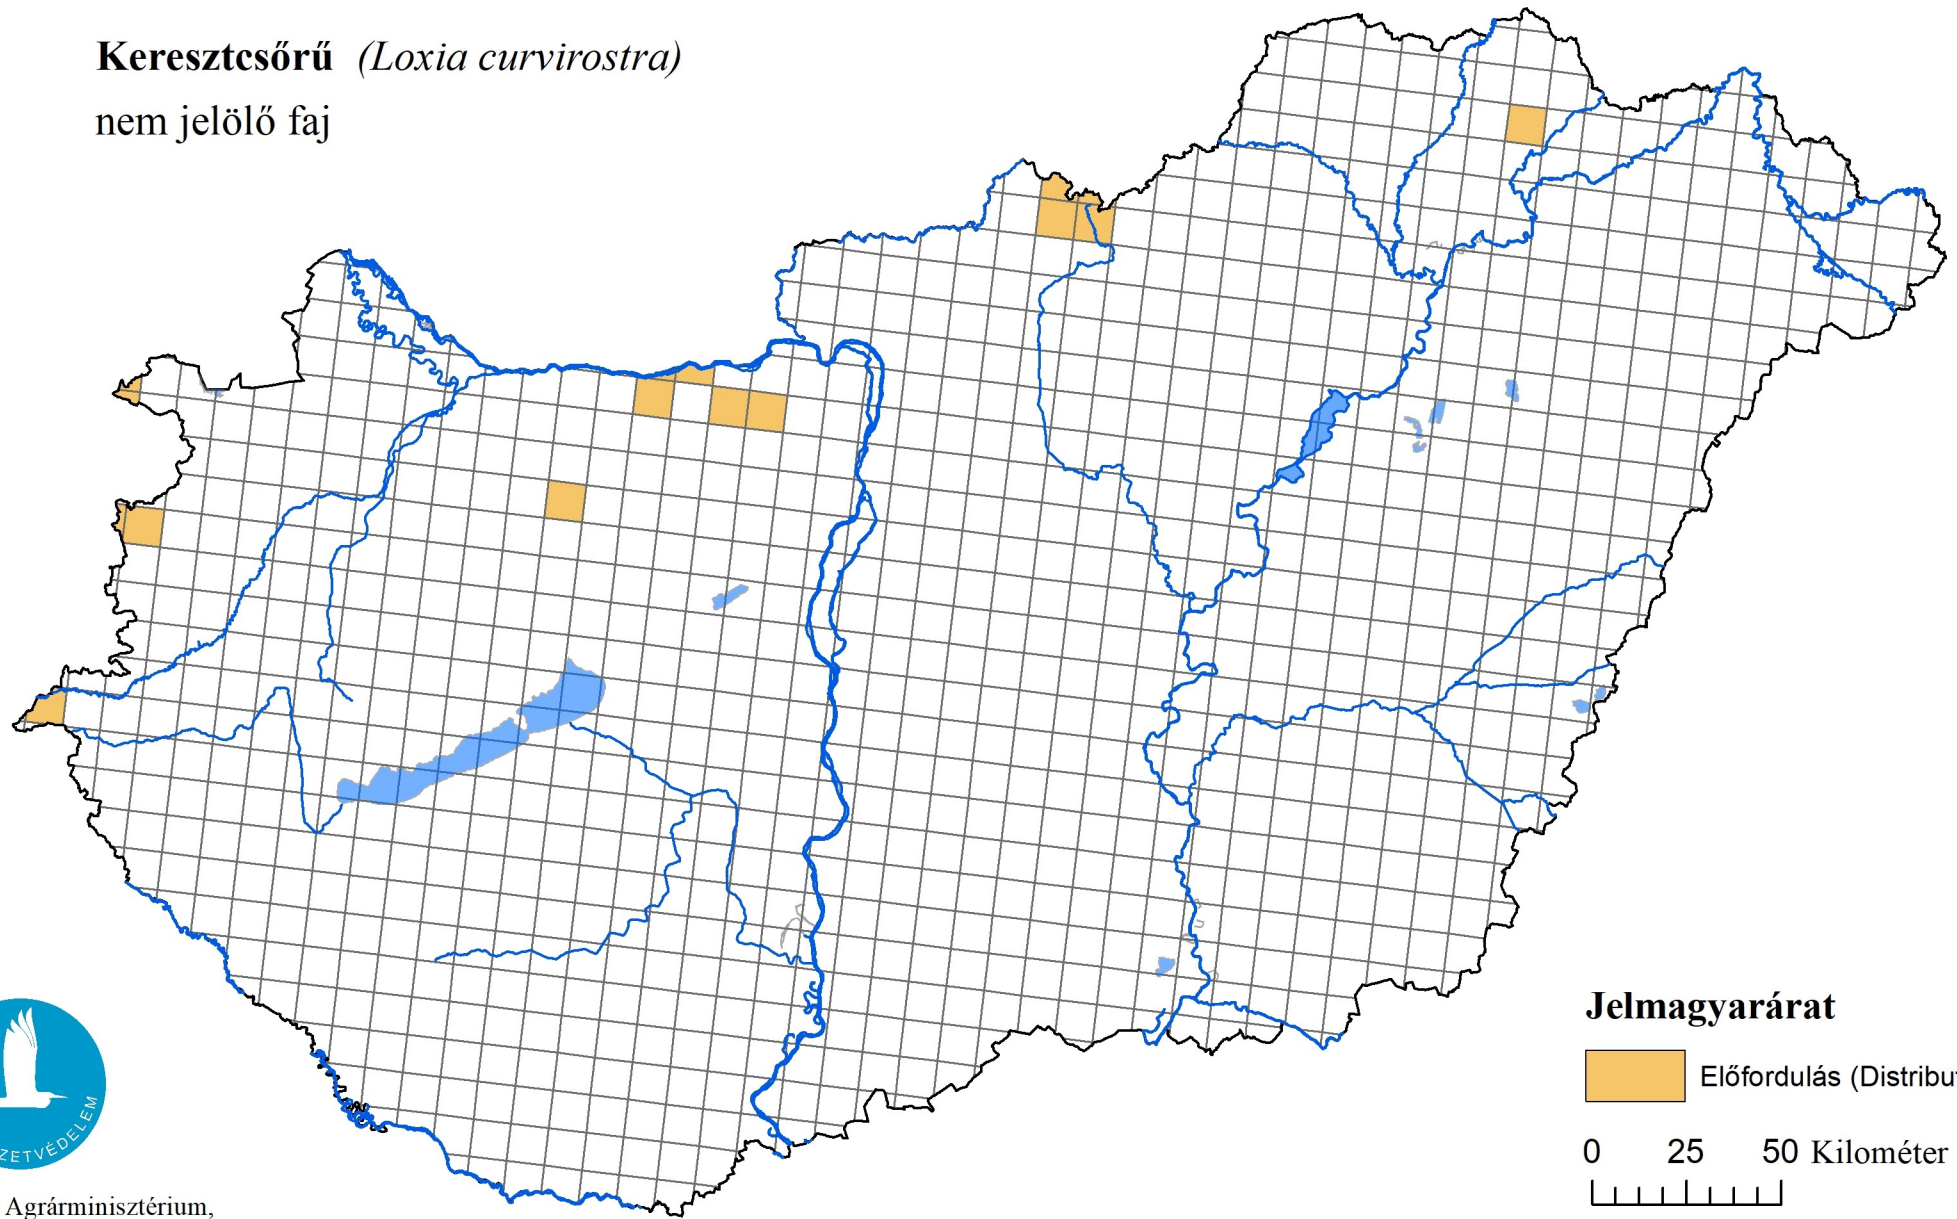 Keresztcsőrű (Loxia curvirostra)
nem jelölő faj
Jelmagyarárat
Előfordulás (Distribu
0 25 50 Kilométer
ZETVÉDELEM
Agrárminisztérium,